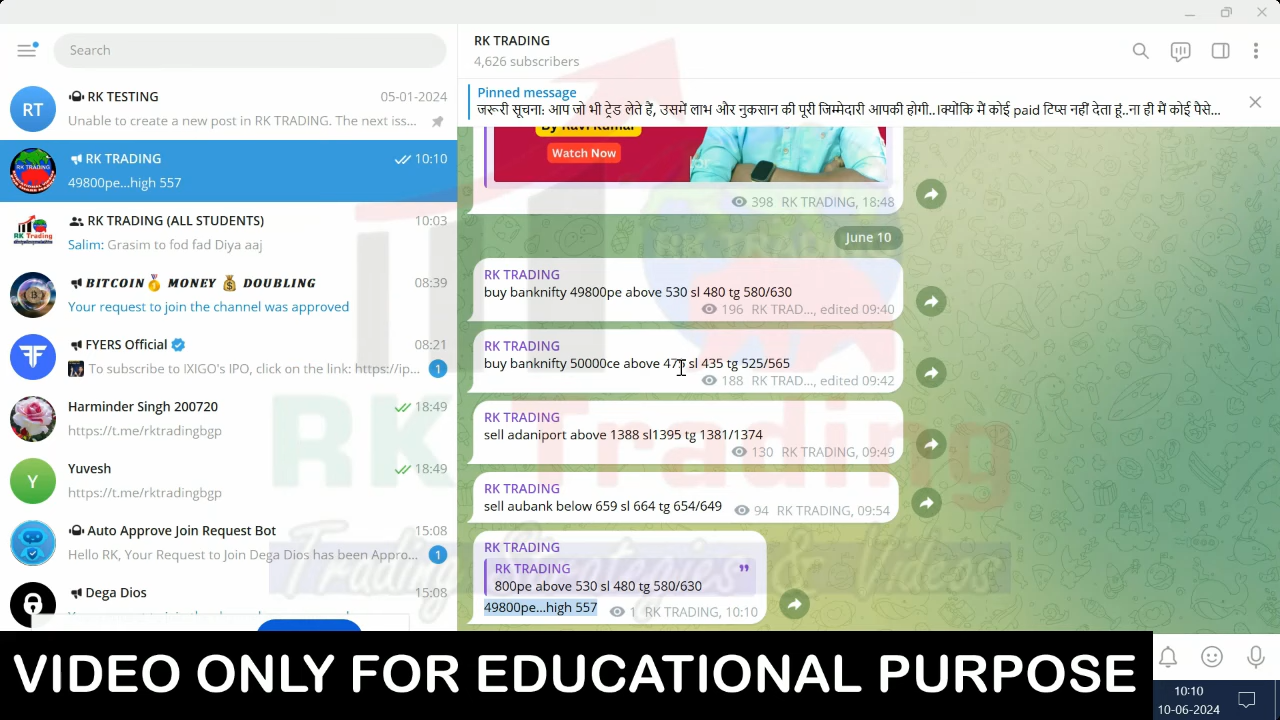 Search
RT
RK TESTING
05-01-2024
Unable to create a new post in RK TRADING. The next iss...
RK TRADING
10:10
49800pe...high 557
RK TRADING (ALL STUDENTS)
10:03
Salim: Grasim to fod fad Diya aaj
BITCOIN🥇 MONEY 💰 DOUBLING
08:39
Your request to join the channel was approved
FYERS Official
08:21
To subscribe to IXIGO's IPO, click on the link: https://ip...
1
Harminder Singh 200720
18:49
https://t.me/rktradingbgp
Y
Yuvesh
18:49
https://t.me/rktradingbgp
Auto Approve Join Request Bot
15:08
Hello RK, Your Request to Join Dega Dios has been Appro...
1
Dega Dios
15:08
RK TRADING
4,626 subscribers
Pinned message
जरूरी सूचना: आप जो भी ट्रेड लेते हैं, उसमें लाभ और नुकसान की पूरी जिम्मेदारी आपकी होगी..।क्योंकि मैं कोई paid टिप्स नहीं देता हूं..ना ही मैं कोई पैसे...
By Ravi Kumar
Watch Now
398 RK TRADING, 18:48
June 10
RK TRADING
buy banknifty 49800pe above 530 sl 480 tg 580/630
196 RK TRAD..., edited 09:40
RK TRADING
buy banknifty 50000ce above 475 sl 435 tg 525/565
188 RK TRAD..., edited 09:42
RK TRADING
sell adaniport above 1388 sl1395 tg 1381/1374
130 RK TRADING, 09:49
RK TRADING
sell aubank below 659 sl 664 tg 654/649
94 RK TRADING, 09:54
RK TRADING
RK TRADING
800pe above 530 sl 480 tg 580/630
49800pe...high 557
1 RK TRADING, 10:10
RK Trading
VIDEO ONLY FOR EDUCATIONAL PURPOSE
10:10
10-06-2024